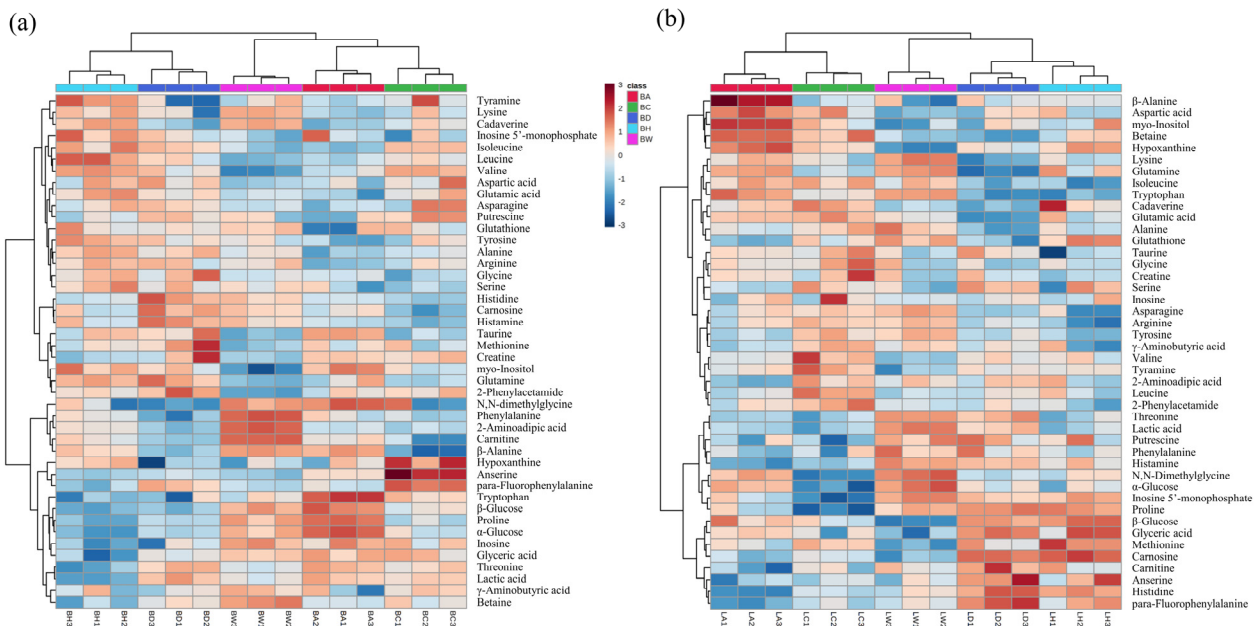 (a)
Tyramine
Lysine
Cadaverine
Inosine 5'-monophosphate
Isoleucine
Leucine
Valine
Aspartic acid
Glutamic acid
Asparagine
Putrescine
Glutathione
Tyrosine
Alanine
Arginine
Glycine
Serine
Histidine
Carnosine
Histamine
Taurine
Methionine
Creatine
myo-Inositol
Glutamine
2-Phenylacetamide
N,N-dimethylglycine
Phenylalanine
2-Aminoadipic acid
Carnitine
β-Alanine
Hypoxanthine
Anserine
para-Fluorophenylalanine
Tryptophan
β-Glucose
Proline
α-Glucose
Inosine
Glyceric acid
Threonine
Lactic acid
γ-Aminobutyric acid
Betaine
BH3
BH1
BH2
BD3
BD1
BD2
BA2
BA1
BA3
BC1
BC2
BC3
3
2
1
0
-1
-2
-3
class
BA
BC
BD
BH
BW
(b)
β-Alanine
Aspartic acid
myo-Inositol
Betaine
Hypoxanthine
Lysine
Glutamine
Isoleucine
Tryptophan
Cadaverine
Glutamic acid
Alanine
Glutathione
Taurine
Glycine
Creatine
Serine
Inosine
Asparagine
Arginine
Tyrosine
γ-Aminobutyric acid
Valine
Tyramine
2-Aminoadipic acid
Leucine
2-Phenylacetamide
Threonine
Lactic acid
Putrescine
Phenylalanine
Histamine
N,N-Dimethylglycine
α-Glucose
Inosine 5'-monophosphate
Proline
β-Glucose
Glyceric acid
Methionine
Carnosine
Carnitine
Anserine
Histidine
para-Fluorophenylalanine
LA1
LA2
LA3
LC1
LC2
LC3
LD1
LD2
LD3
LH1
LH2
LH3